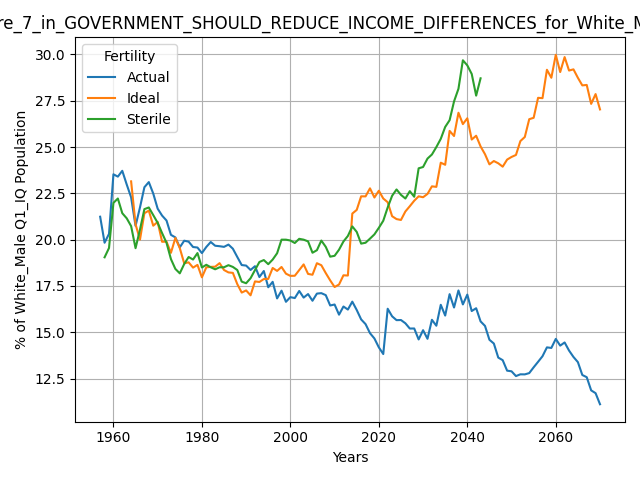 re_7_in_GOVERNMENT_SHOULD_REDUCE_INCOME_DIFFERENCES_for_White_M
% of White_Male Q1_IQ Population
30.0
27.5
25.0
22.5
20.0
17.5
15.0
12.5
Fertility
Actual
Ideal
Sterile
1960
1980
2000
2020
2040
2060
Years